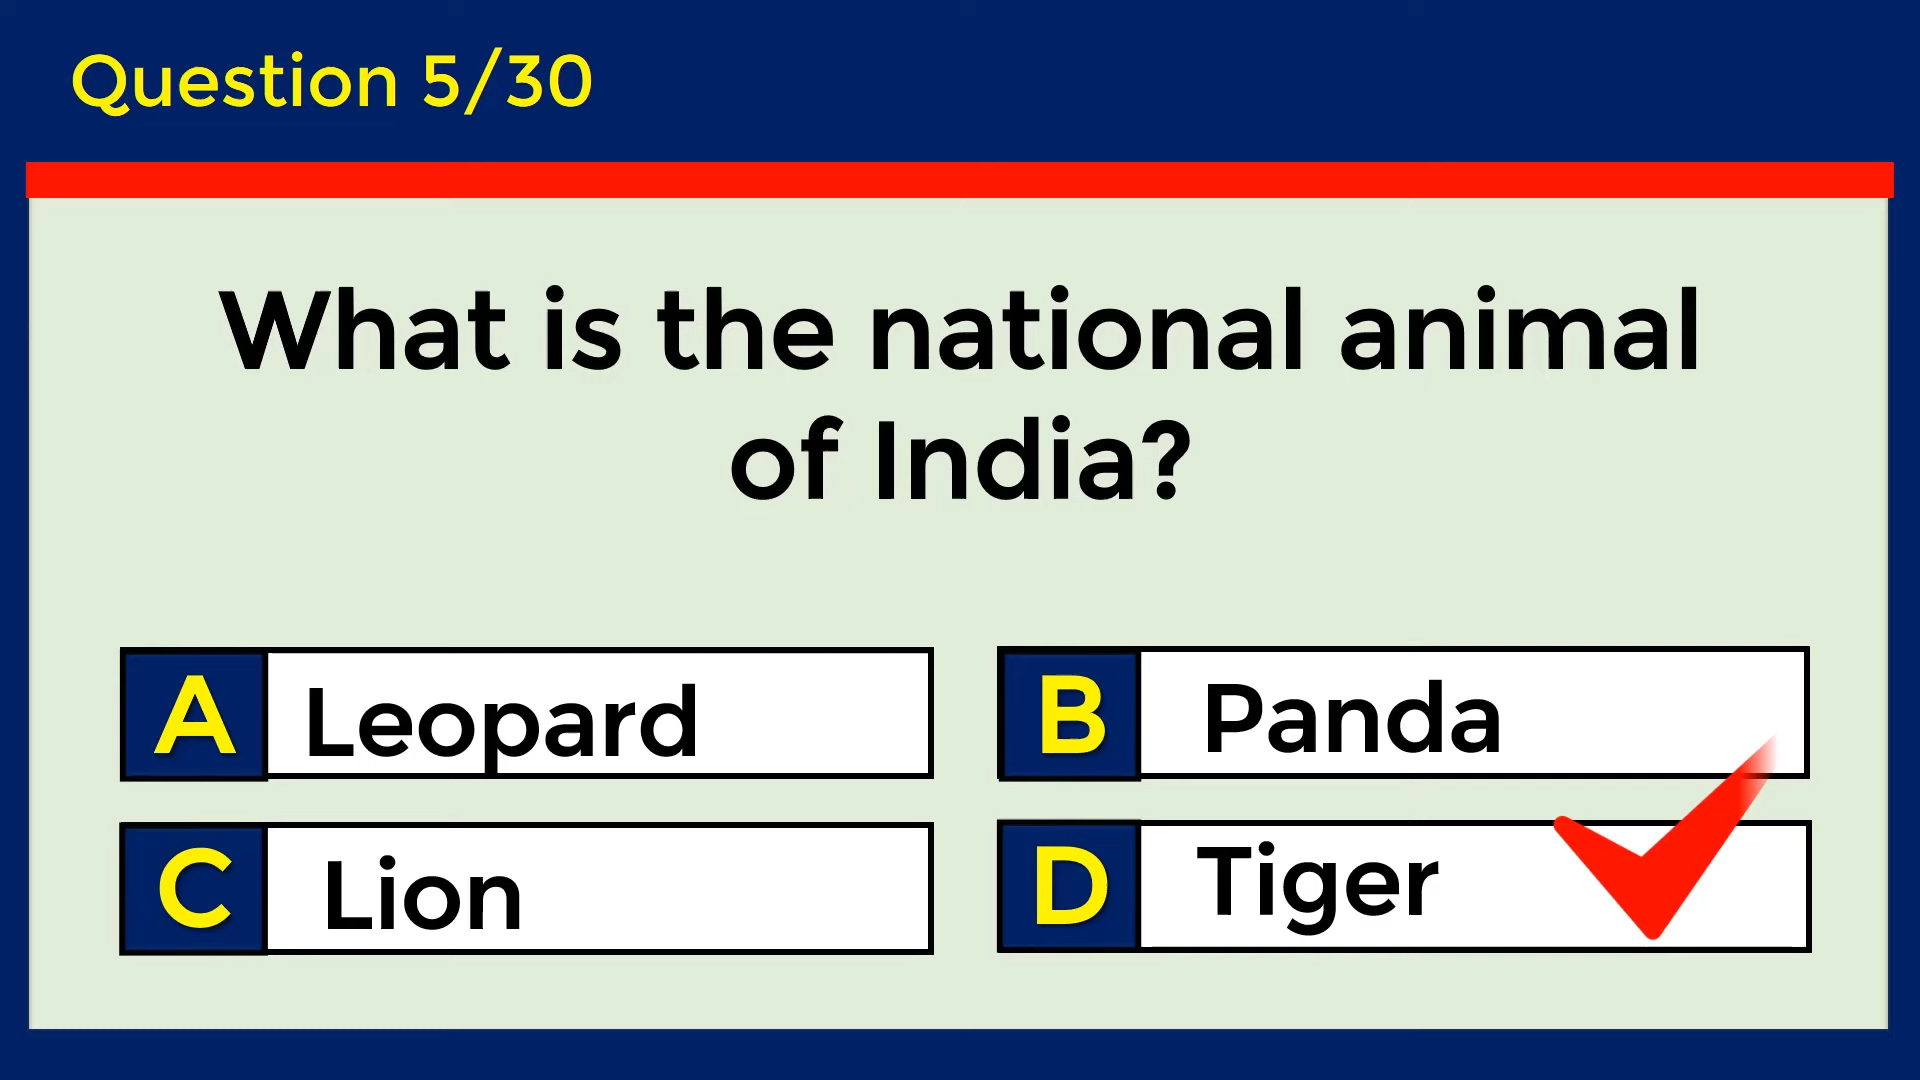 Question 5/30
What is the national animal
of India?
A Leopard
B Panda
C Lion
D Tiger